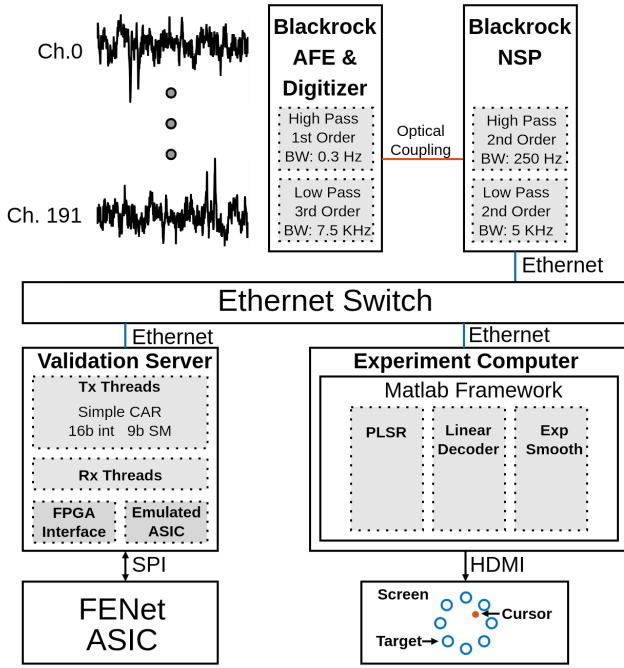 Ch.0
Ch. 191
Blackrock
AFE &
Digitizer
High Pass
1st Order
BW: 0.3 Hz
Low Pass
3rd Order
BW: 7.5 KHz
Optical
Coupling
Blackrock
NSP
High Pass
2nd Order
BW: 250 Hz
Low Pass
2nd Order
BW: 5 KHz
Ethernet
Ethernet Switch
Ethernet
Ethernet
Validation Server
Tx Threads
Simple CAR
16b int 9b SM
Rx Threads
FPGA
Interface
Emulated
ASIC
SPI
FENet
ASIC
Experiment Computer
Matlab Framework
PLSR
Linear
Decoder
Exp
Smooth
HDMI
Screen
Cursor
Target